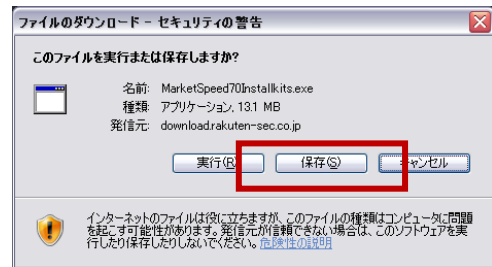 ファイルのダウンロード - セキュリティの警告
このファイルを実行または保存しますか?
名前: MarketSpeed70Installkits.exe
種類: アプリケーション, 13.1 MB
発信元: download.rakuten-sec.co.jp
実行(R) 保存(S) キャンセル
インターネットのファイルは役に立ちますが、このファイルの種類はコンピュータに問題
を起こす可能性があります。発信元が信頼できない場合は、このソフトウェアを実
行したり保存したりしないでください。危険性の説明